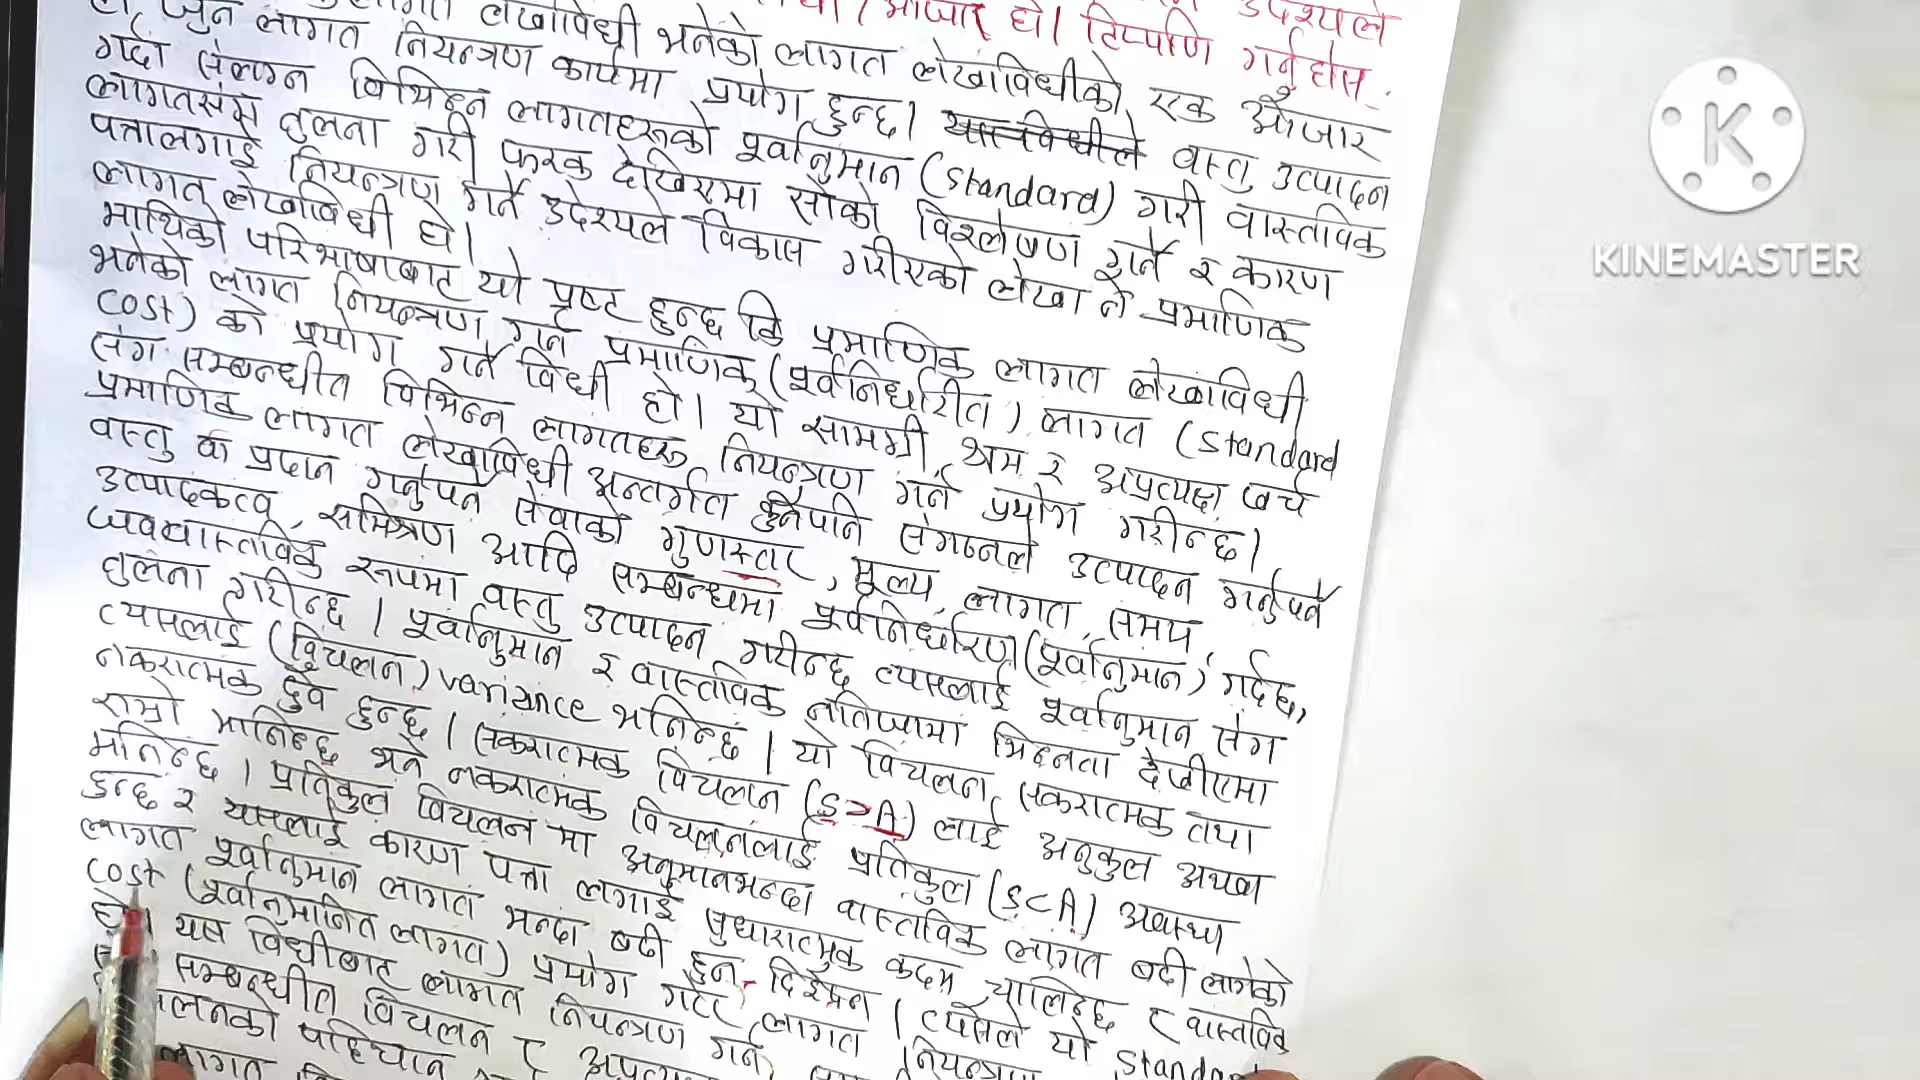 उदेश्यले
हो। टिप्पणि गर्नुहोस.
लेखाविधी भनेको लागत लेखाविधीको एक औजार
हो जुन लागत नियन्त्रण कार्यमा प्रयोग हुन्छ। वस्तु उत्पादन
गर्दा संलग्न विभिन्न लागतहरूको पूर्वानुमान (Standard) गरी वास्तविक
लागतसंग तुलना गरी फरक देखिएमा सोको विश्लेषण गर्ने र कारण
पत्तालगाई नियन्त्रण गर्ने उदेश्यले विकास गरीएको लेखा नै प्रमाणिक
लागत लेखाविधी हो।
माथिको परिभाषाबाट यो प्रष्ट हुन्छ कि प्रमाणिक लागत लेखाविधी
भनेको लागत नियन्त्रण गर्न प्रमाणिक (पूर्वनिर्धारीत) लागत (Standard
cost) को प्रयोग गर्ने विधी हो। यो सामग्री, श्रम र अप्रत्यक्ष खर्च
संग सम्बन्धीत विभिन्न लागतहरू नियन्त्रण गर्न प्रयोग गरीन्छ।
प्रमाणिक लागत लेखाविधी अन्तर्गत कुनैपनि संगठनले उत्पादन गर्नुपर्ने
वस्तु वा प्रदान गर्नुपर्ने सेवाको गुणस्तर, मूल्य, लागत, समय,
उत्पादकत्व, समिश्रण आदि सम्बन्धमा पूर्वनिर्धारण (पूर्वानुमान) गर्दछ,
जब वास्तविक रूपमा वस्तु उत्पादन गरीन्छ त्यसलाई पूर्वानुमान संग
तुलना गरीन्छ। पूर्वानुमान र वास्तविक नतिजामा भिन्नता देखीएमा
त्यसलाई (विचलन) variance भनिन्छ। यो विचलन सकरात्मक तथा
नकरात्मक दुवै हुन्छ। सकरात्मक विचलन (S>A) लाई अनुकुल अथवा
राम्रो मानिन्छ भने नकरात्मक विचलनलाई प्रतिकुल (S<A) अवस्था
मानिन्छ। प्रतिकुल विचलन मा अनुमानभन्दा वास्तविक लागत बढी लागेको
हुन्छ र यसलाई कारण पत्ता लगाई सुधारात्मक कदम चालिन्छ र वास्तविक
लागत पूर्वानुमान लागत भन्दा बढी हुन दिईदैन। त्यसैले यो Standard
cost (पूर्वानुमानित लागत) प्रयोग गरेर लागत नियन्त्रण
हो। यस विधीबाट लागत नियन्त्रण गर्न
सम्बन्धीत विचलन र
पहिचान
लागत
KINEMASTER